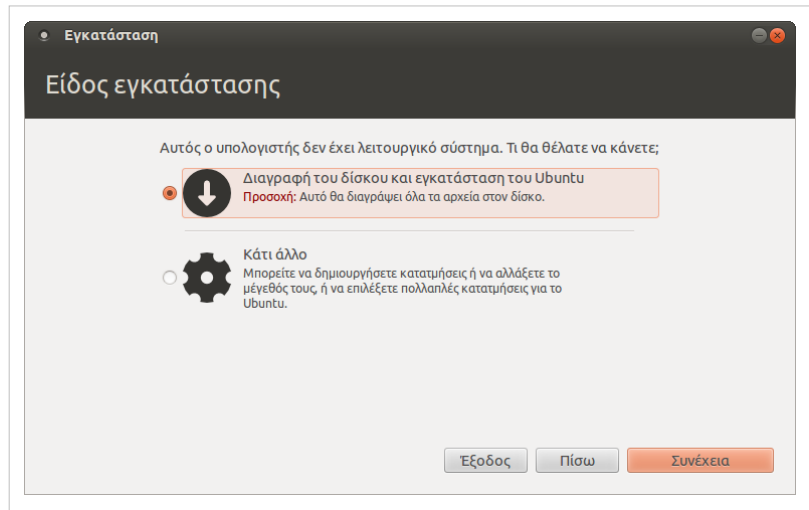 Εγκατάσταση
Είδος εγκατάστασης
Αυτός ο υπολογιστής δεν έχει λειτουργικό σύστημα. Τι θα θέλατε να κάνετε;
Διαγραφή του δίσκου και εγκατάσταση του Ubuntu
Προσοχή: Αυτό θα διαγράψει όλα τα αρχεία στον δίσκο.
Κάτι άλλο
Μπορείτε να δημιουργήσετε κατατμήσεις ή να αλλάξετε το
μέγεθός τους, ή να επιλέξετε πολλαπλές κατατμήσεις για το
Ubuntu.
Έξοδος Πίσω Συνέχεια